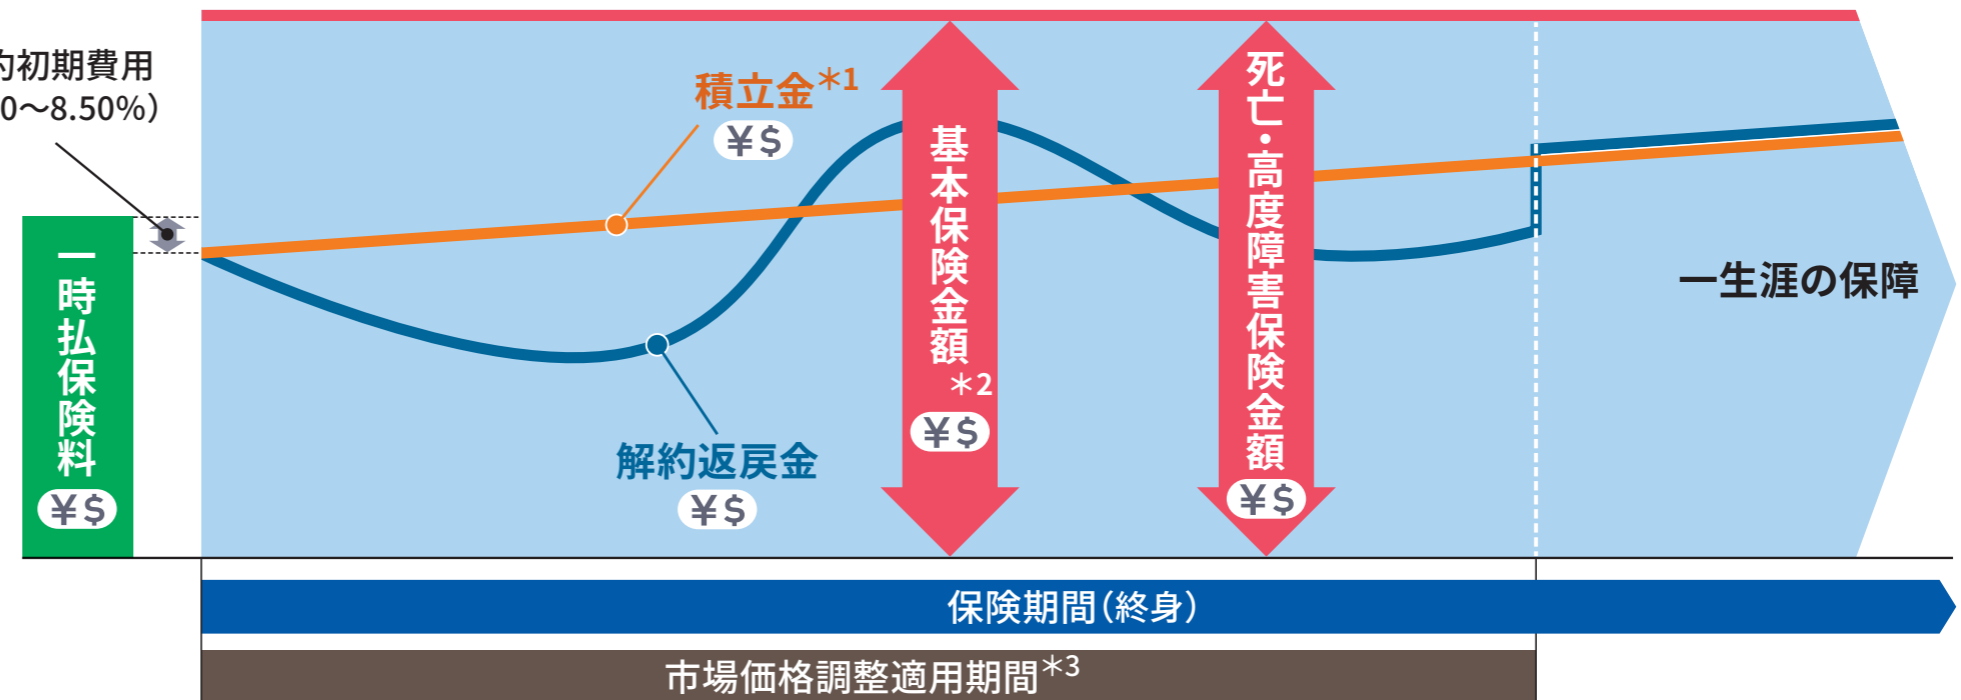 約初期費用
0～8.50%）
積立金＊1
¥$
一時払保険料
¥$
解約返戻金
¥$
基本保険金額
＊2
¥$
死亡・高度障害保険金額
¥$
一生涯の保障
保険期間（終身）
市場価格調整適用期間＊3